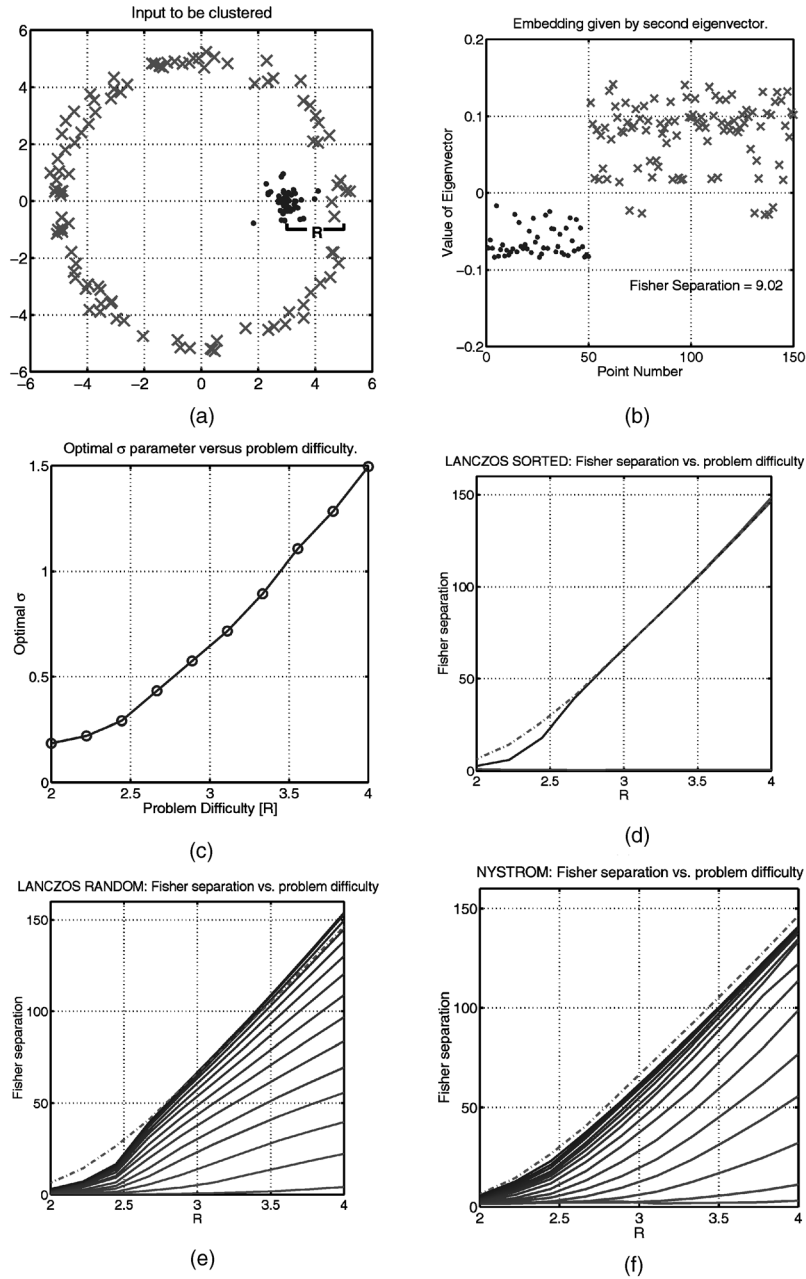 Input to be clustered
6
4
2
0
−2
−4
−6
R
−6 −4 −2 0 2 4 6
(a)
Embedding given by second eigenvector.
0.2
0.1
0
−0.1
−0.2
Value of Eigenvector
Fisher Separation = 9.02
0 50 100 150
Point Number
(b)
Optimal σ parameter versus problem difficulty.
1.5
1
0.5
0
Optimal σ
2 2.5 3 3.5 4
Problem Difficulty [R]
(c)
LANCZOS SORTED: Fisher separation vs. problem difficulty
150
100
50
0
Fisher separation
2 2.5 3 3.5 4
R
(d)
LANCZOS RANDOM: Fisher separation vs. problem difficulty
150
100
50
0
Fisher separation
2 2.5 3 3.5 4
R
(e)
NYSTROM: Fisher separation vs. problem difficulty
150
100
50
0
Fisher separation
2 2.5 3 3.5 4
R
(f)